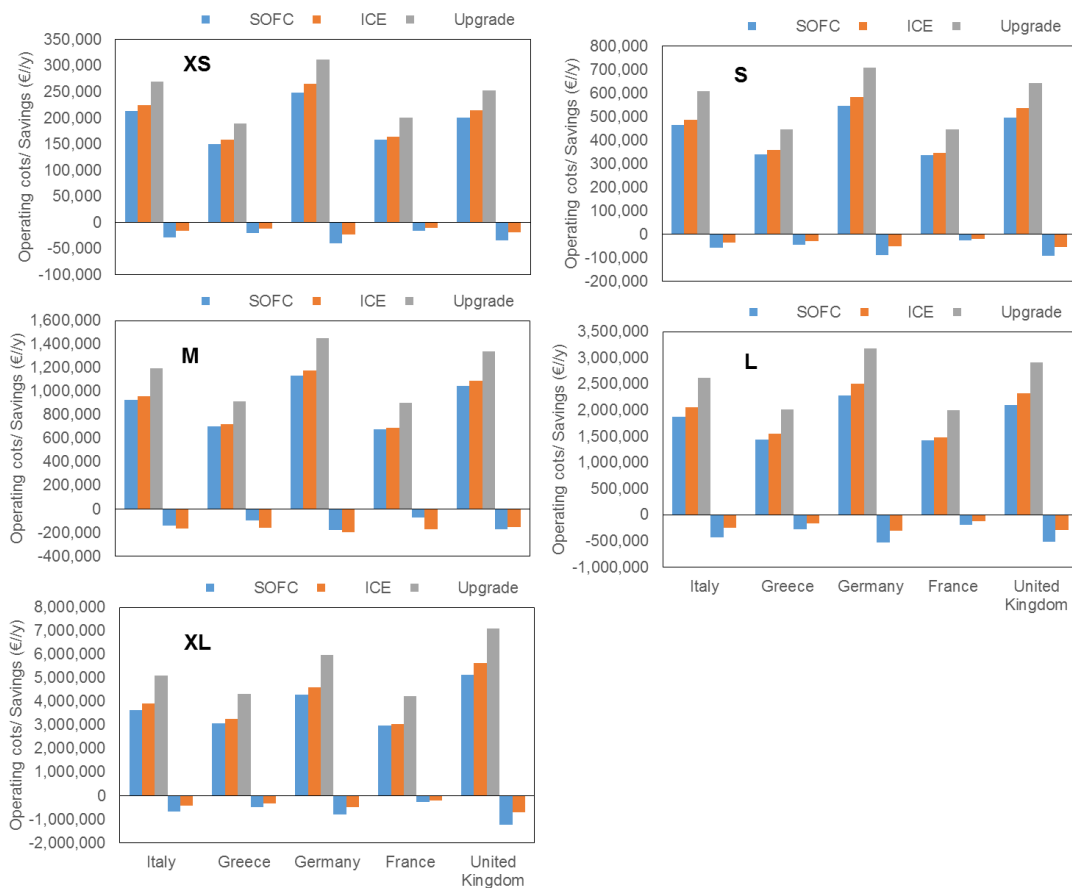 SOFC ICE Upgrade
XS
Operating cots/ Savings (€//y)
350,000
300,000
250,000
200,000
150,000
100,000
50,000
0
-50,000
-100,000
SOFC ICE Upgrade
S
Operating cots/ Savings (€//y)
800,000
700,000
600,000
500,000
400,000
300,000
200,000
100,000
0
-100,000
-200,000
SOFC ICE Upgrade
M
Operating cots/ Savings (€//y)
1,600,000
1,400,000
1,200,000
1,000,000
800,000
600,000
400,000
200,000
0
-200,000
-400,000
SOFC ICE Upgrade
L
Operating cots/ Savings (€//y)
3,500,000
3,000,000
2,500,000
2,000,000
1,500,000
1,000,000
500,000
0
-500,000
-1,000,000
Italy Greece Germany France United
Kingdom
SOFC ICE Upgrade
XL
Operating cots/ Savings (€//y)
8,000,000
7,000,000
6,000,000
5,000,000
4,000,000
3,000,000
2,000,000
1,000,000
0
-1,000,000
-2,000,000
Italy Greece Germany France United
Kingdom